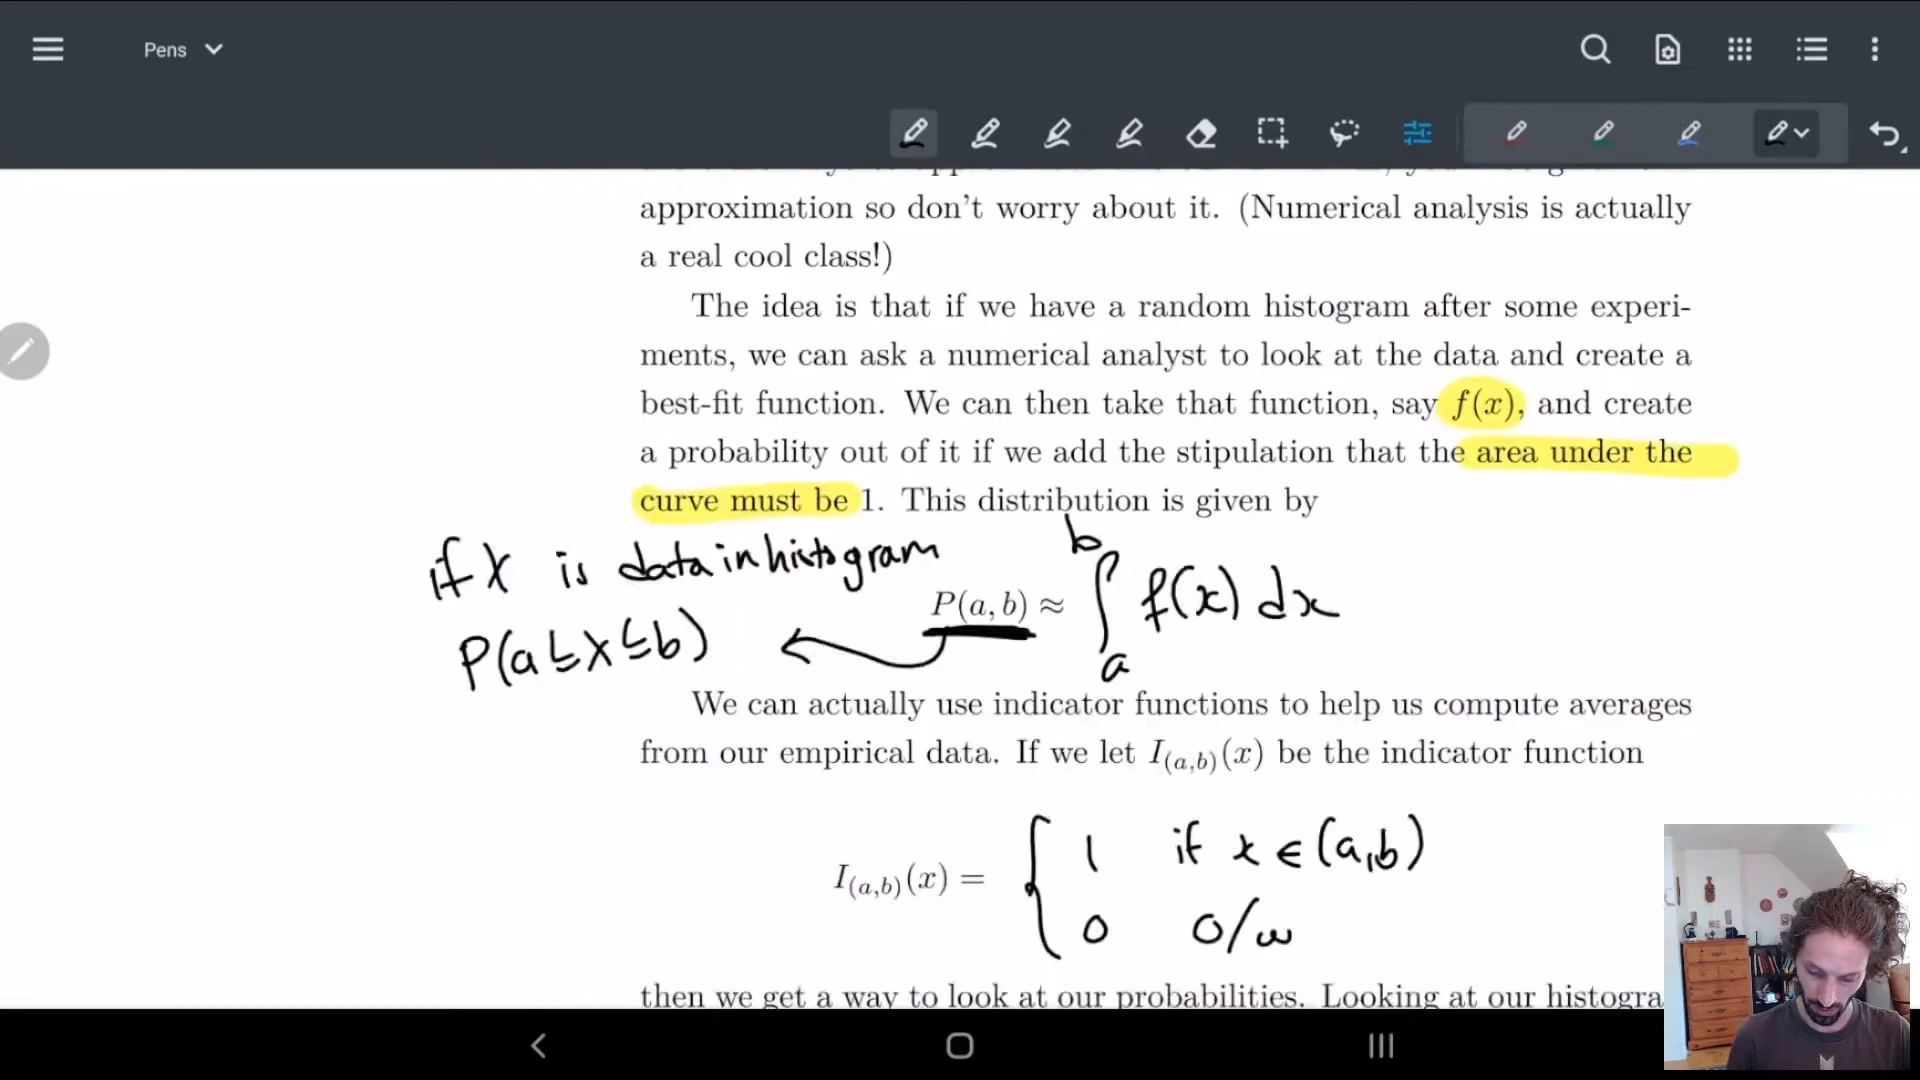 Pens
approximation so don't worry about it. (Numerical analysis is actually
a real cool class!)
The idea is that if we have a random histogram after some experi-
ments, we can ask a numerical analyst to look at the data and create a
best-fit function. We can then take that function, say f(x), and create
a probability out of it if we add the stipulation that the area under the
curve must be 1. This distribution is given by
if X is data in histogram
P(a, b) ≈ ∫_a^b f(x) dx
P(a ≤ X ≤ b)
We can actually use indicator functions to help us compute averages
from our empirical data. If we let I_{(a,b)}(x) be the indicator function
I_{(a,b)}(x) = { 1 if x ∈ (a,b)
0 o/w
then we get a way to look at our probabilities. Looking at our histogra